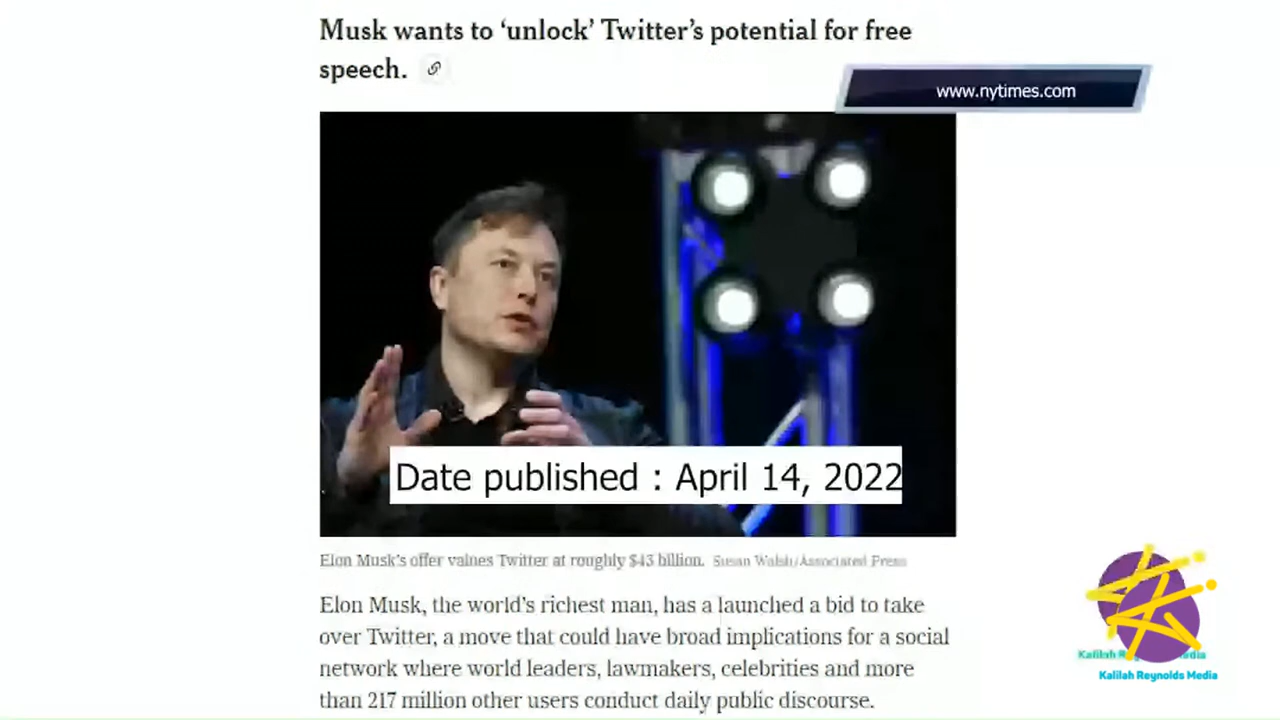 Musk wants to ‘unlock’ Twitter’s potential for free
speech.
www.nytimes.com
Date published : April 14, 2022
Elon Musk’s offer values Twitter at roughly $43 billion. Susan Walsh/Associated Press
Elon Musk, the world’s richest man, has a launched a bid to take
over Twitter, a move that could have broad implications for a social
network where world leaders, lawmakers, celebrities and more
than 217 million other users conduct daily public discourse.
Kalilah Reynolds Media
Kalilah Reynolds Media